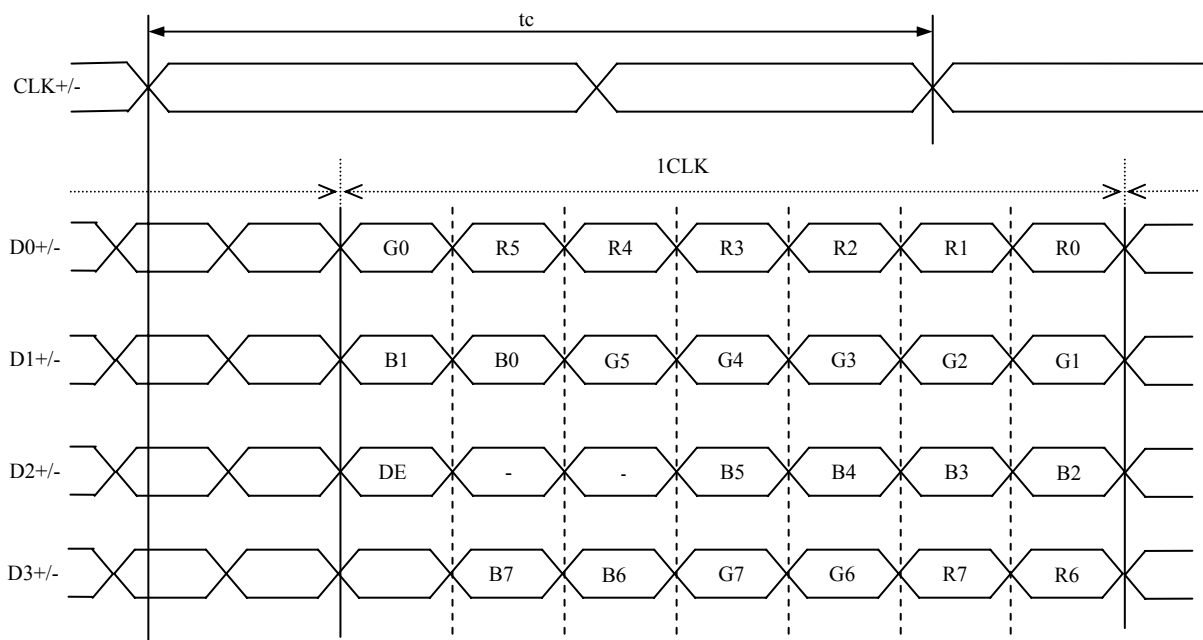 tc
CLK+/-
1CLK
D0+/- G0 R5 R4 R3 R2 R1 R0
D1+/- B1 B0 G5 G4 G3 G2 G1
D2+/- DE - - B5 B4 B3 B2
D3+/- B7 B6 G7 G6 R7 R6